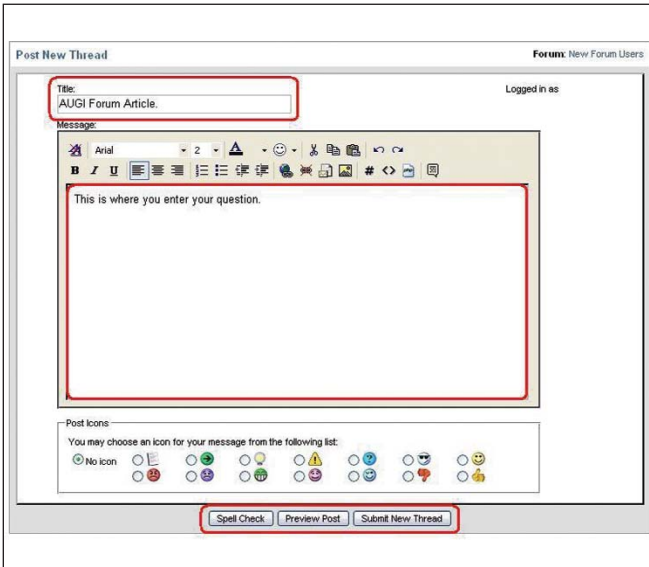 Post New Thread
Forum: New Forum Users
Title:
Logged in as
AUGI Forum Article.
Message:
Arial 2 A
B I U # <>
This is where you enter your question.
Post Icons
You may choose an icon for your message from the following list:
No icon
Spell Check Preview Post Submit New Thread